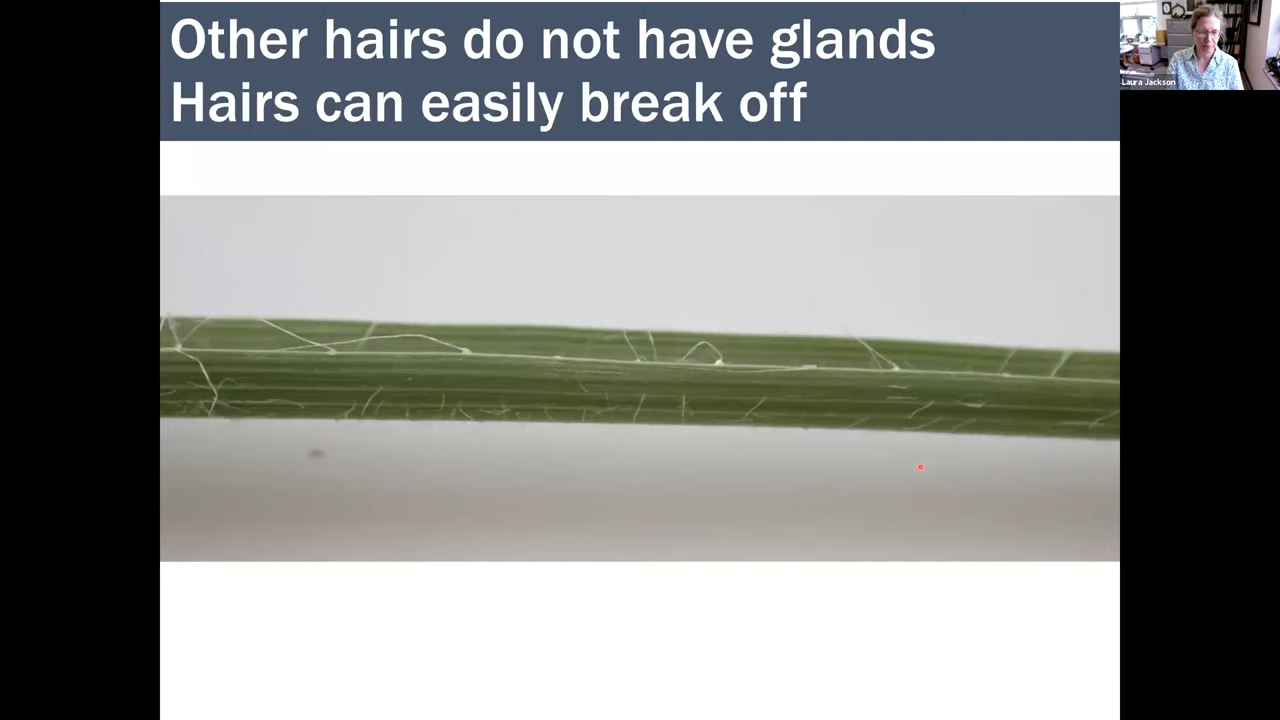 Other hairs do not have glands
Hairs can easily break off
Laura Jackson